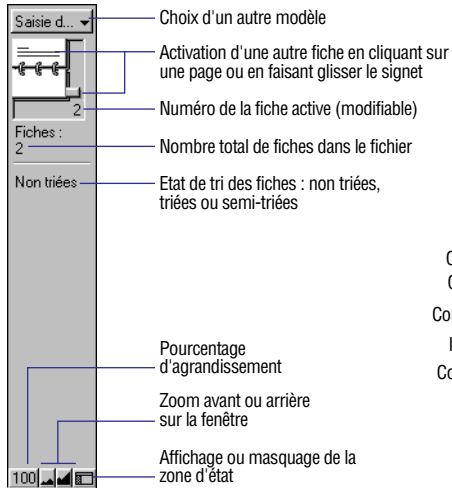 Saisie d...
Choix d'un autre modèle
Activation d'une autre fiche en cliquant sur
une page ou en faisant glisser le signet
2
Numéro de la fiche active (modifiable)
Fiches :
2
Nombre total de fiches dans le fichier
Non triées
Etat de tri des fiches : non triées,
triées ou semi-triées
Pourcentage
d'agrandissement
Zoom avant ou arrière
sur la fenêtre
100
Affichage ou masquage de la
zone d'état